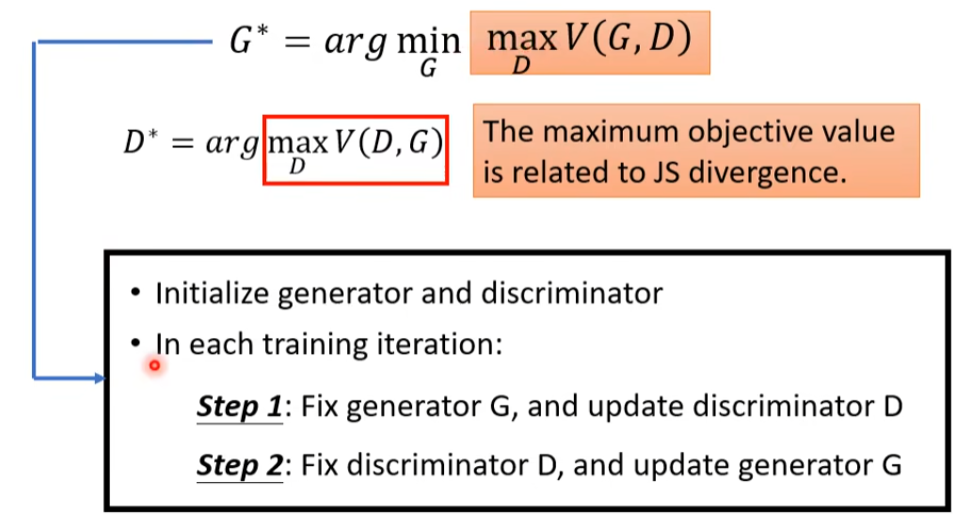 G* = arg min_G max_D V(G, D)
D* = arg max_D V(D, G)
The maximum objective value
is related to JS divergence.
• Initialize generator and discriminator
• In each training iteration:
Step 1: Fix generator G, and update discriminator D
Step 2: Fix discriminator D, and update generator G